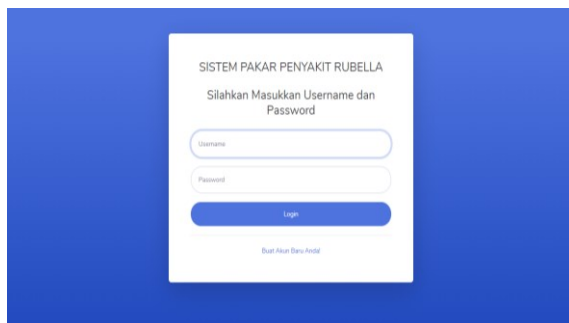 SISTEM PAKAR PENYAKIT RUBELLA
Silahkan Masukkan Username dan
Password
Username
Password
Login
Buat Akun Baru Anda!